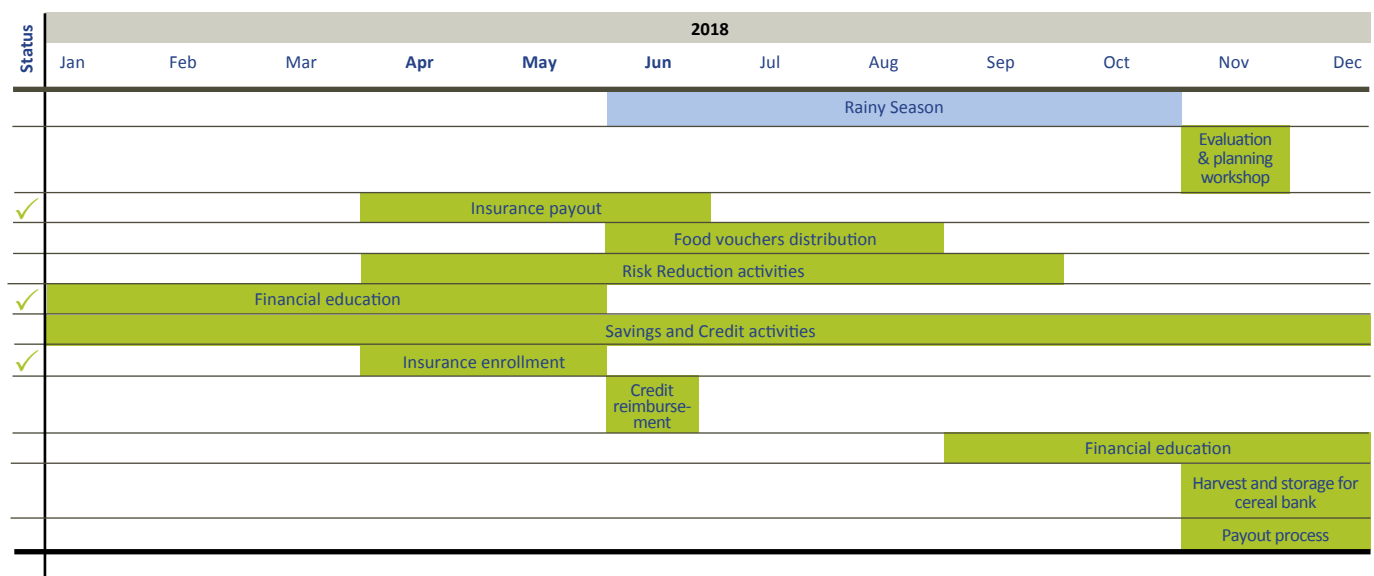 Status
2018
Jan Feb Mar Apr May Jun Jul Aug Sep Oct Nov Dec
Rainy Season
Evaluation
& planning
workshop
✓ Insurance payout
Food vouchers distribution
Risk Reduction activities
✓ Financial education
Savings and Credit activities
✓ Insurance enrollment
Credit
reimburse-
ment
Financial education
Harvest and storage for
cereal bank
Payout process